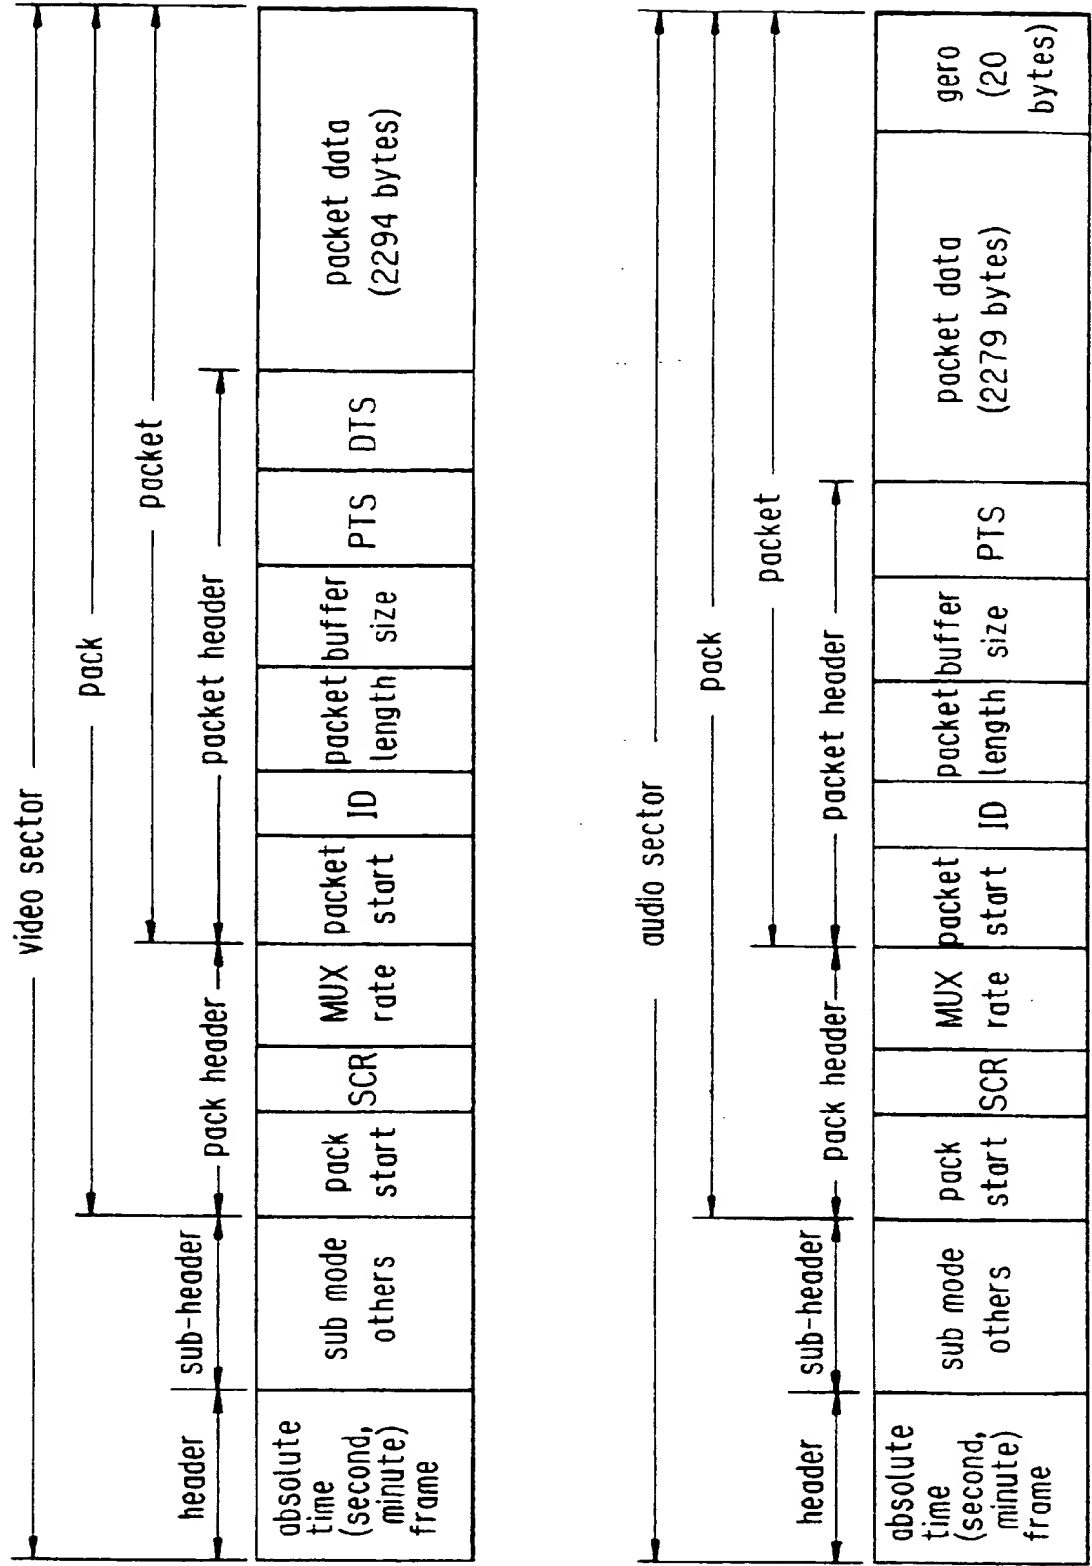 video sector
pack
packet
header
sub-header
pack header
packet header
absolute
time
(second,
minute)
frame
sub mode
others
pack
start
SCR
MUX
rate
packet
start
ID
packet
length
buffer
size
PTS
DTS
packet data
(2294 bytes)
audio sector
pack
packet
header
sub-header
pack header
packet header
absolute
time
(second,
minute)
frame
sub mode
others
pack
start
SCR
MUX
rate
packet
start
ID
packet
length
buffer
size
PTS
packet data
(2279 bytes)
gero
(20
bytes)